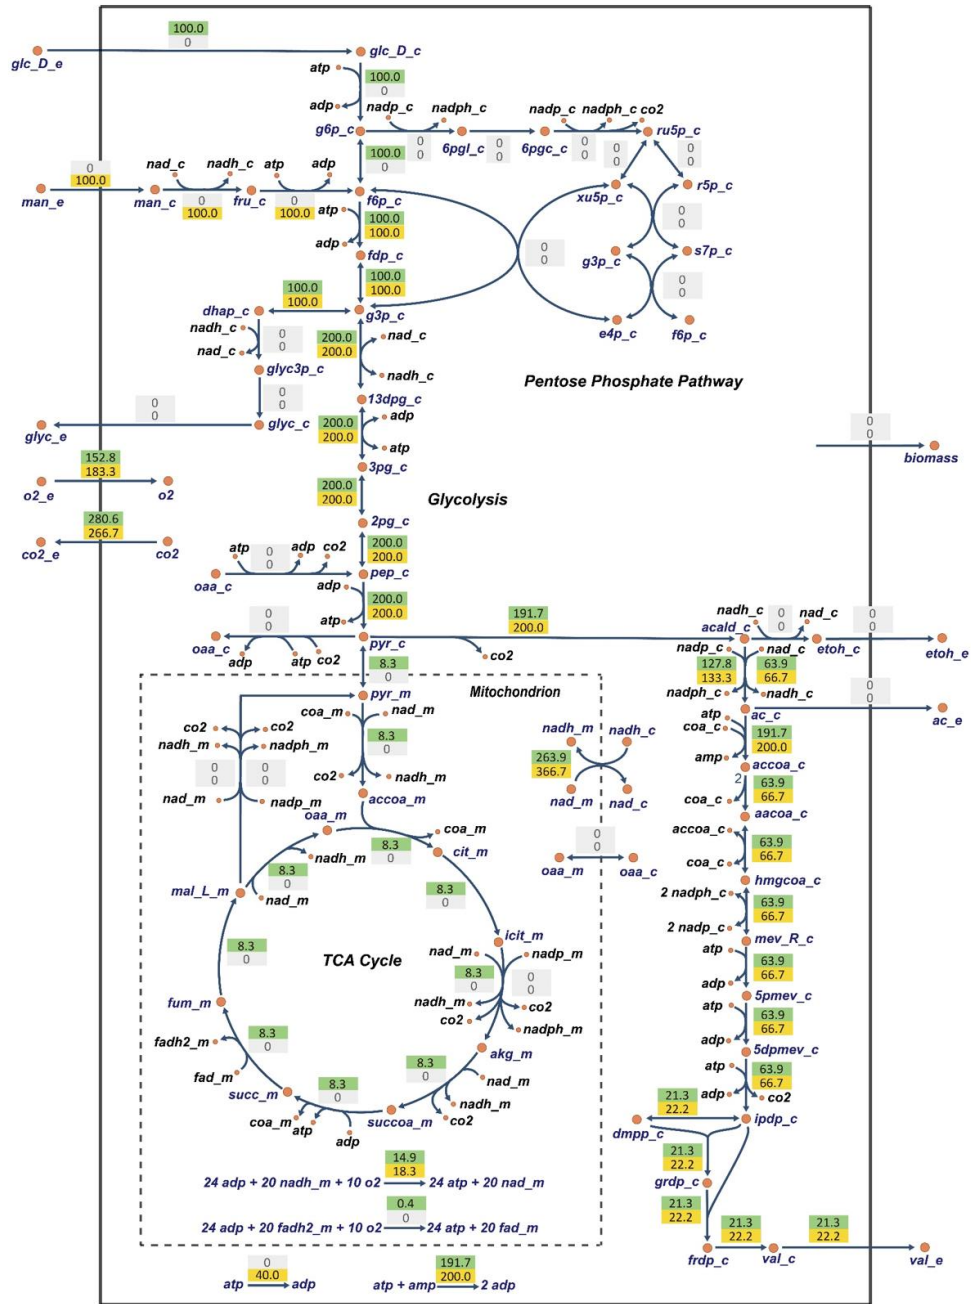 100.0
0
glc_D_e
glc_D_c
atp
100.0
0
adp
nadp_c
nadph_c
nadp_c
nadph_c
co2
g6p_c
0
0
6pgl_c
0
0
6pgc_c
0
0
ru5p_c
0
0
0
0
100.0
0
0
100.0
nad_c
nadh_c
atp
adp
man_e
man_c
0
100.0
fru_c
0
100.0
f6p_c
xu5p_c
r5p_c
atp
100.0
100.0
adp
0
0
0
0
fdp_c
g3p_c
s7p_c
100.0
100.0
0
0
100.0
100.0
dhap_c
g3p_c
e4p_c
f6p_c
nadh_c
0
0
nad_c
200.0
200.0
nad_c
nadh_c
glyc3p_c
Pentose Phosphate Pathway
0
0
13dpg_c
0
0
glyc_e
glyc_c
200.0
200.0
adp
atp
0
0
biomass
152.8
183.3
3pg_c
o2_e
o2
200.0
200.0
Glycolysis
280.6
266.7
2pg_c
co2_e
co2
atp
0
0
adp
co2
200.0
200.0
oaa_c
pep_c
adp
200.0
200.0
atp
0
0
191.7
200.0
nadh_c
0
0
nad_c
0
0
oaa_c
pyr_c
acald_c
etoh_c
etoh_e
adp
atp
co2
co2
8.3
0
nadp_c
nad_c
127.8
133.3
63.9
66.7
nadph_c
nadh_c
0
0
Mitochondrion
pyr_m
ac_c
ac_e
coa_m
nad_m
8.3
0
co2
nadh_m
co2
co2
nadh_m
nadph_m
0
0
0
0
nad_m
nadp_m
nadh_m
nadh_c
263.9
366.7
nad_m
nad_c
atp
coa_c
191.7
200.0
amp
accoa_c
2
63.9
66.7
coa_c
accoa_m
oaa_m
coa_m
aacoa_c
8.3
0
cit_m
nadh_m
8.3
0
nad_m
mal_L_m
0
0
oaa_m
oaa_c
accoa_c
63.9
66.7
coa_c
hmgcoa_c
8.3
0
2 nadph_c
63.9
66.7
2 nadp_c
icit_m
mev_R_c
8.3
0
TCA Cycle
nad_m
nadp_m
8.3
0
0
0
nadh_m
co2
co2
nadph_m
atp
63.9
66.7
adp
5pmev_c
fum_m
atp
63.9
66.7
adp
fadh2_m
8.3
0
fad_m
akg_m
5dpmev_c
8.3
0
nad_m
nadh_m
co2
atp
63.9
66.7
adp
co2
succ_m
8.3
0
coa_m
atp
adp
succoa_m
21.3
22.2
dmpp_c
ipdp_c
14.9
18.3
24 adp + 20 nadh_m + 10 o2
24 atp + 20 nad_m
21.3
22.2
grdp_c
0.4
0
24 adp + 20 fadh2_m + 10 o2
24 atp + 20 fad_m
21.3
22.2
21.3
22.2
21.3
22.2
frdp_c
val_c
val_e
0
40.0
atp
adp
191.7
200.0
atp + amp
2 adp